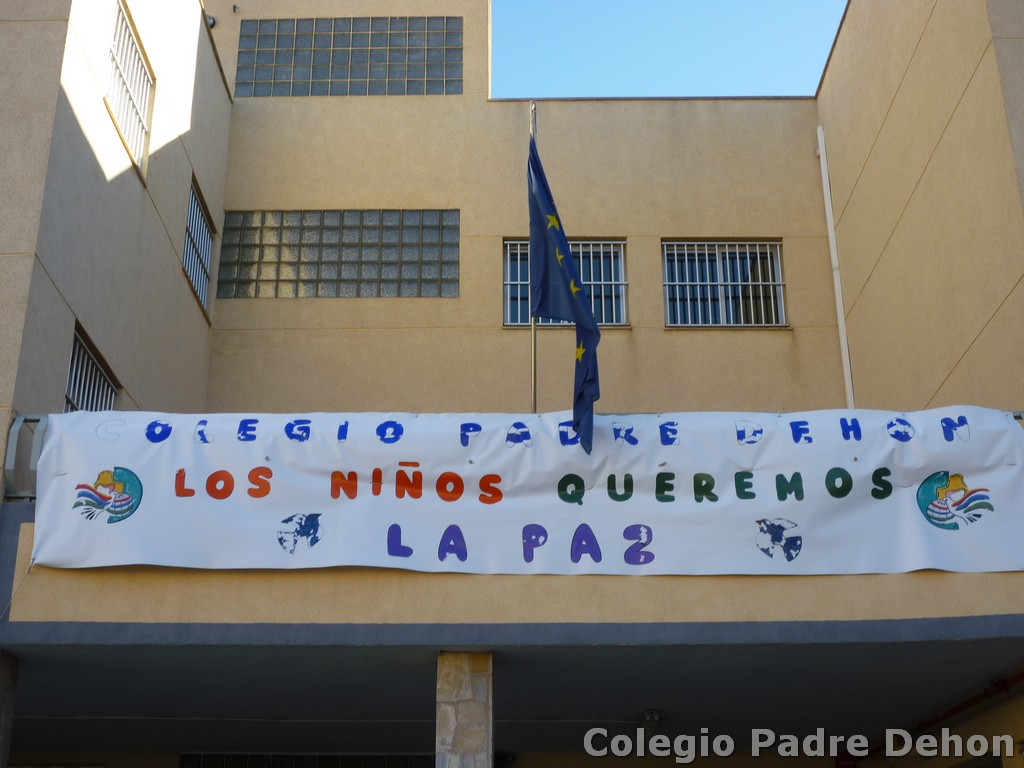 COLEGIO PADRE DEHON
LOS NIÑOS QUEREMOS
LA PAZ
Colegio Padre Dehon